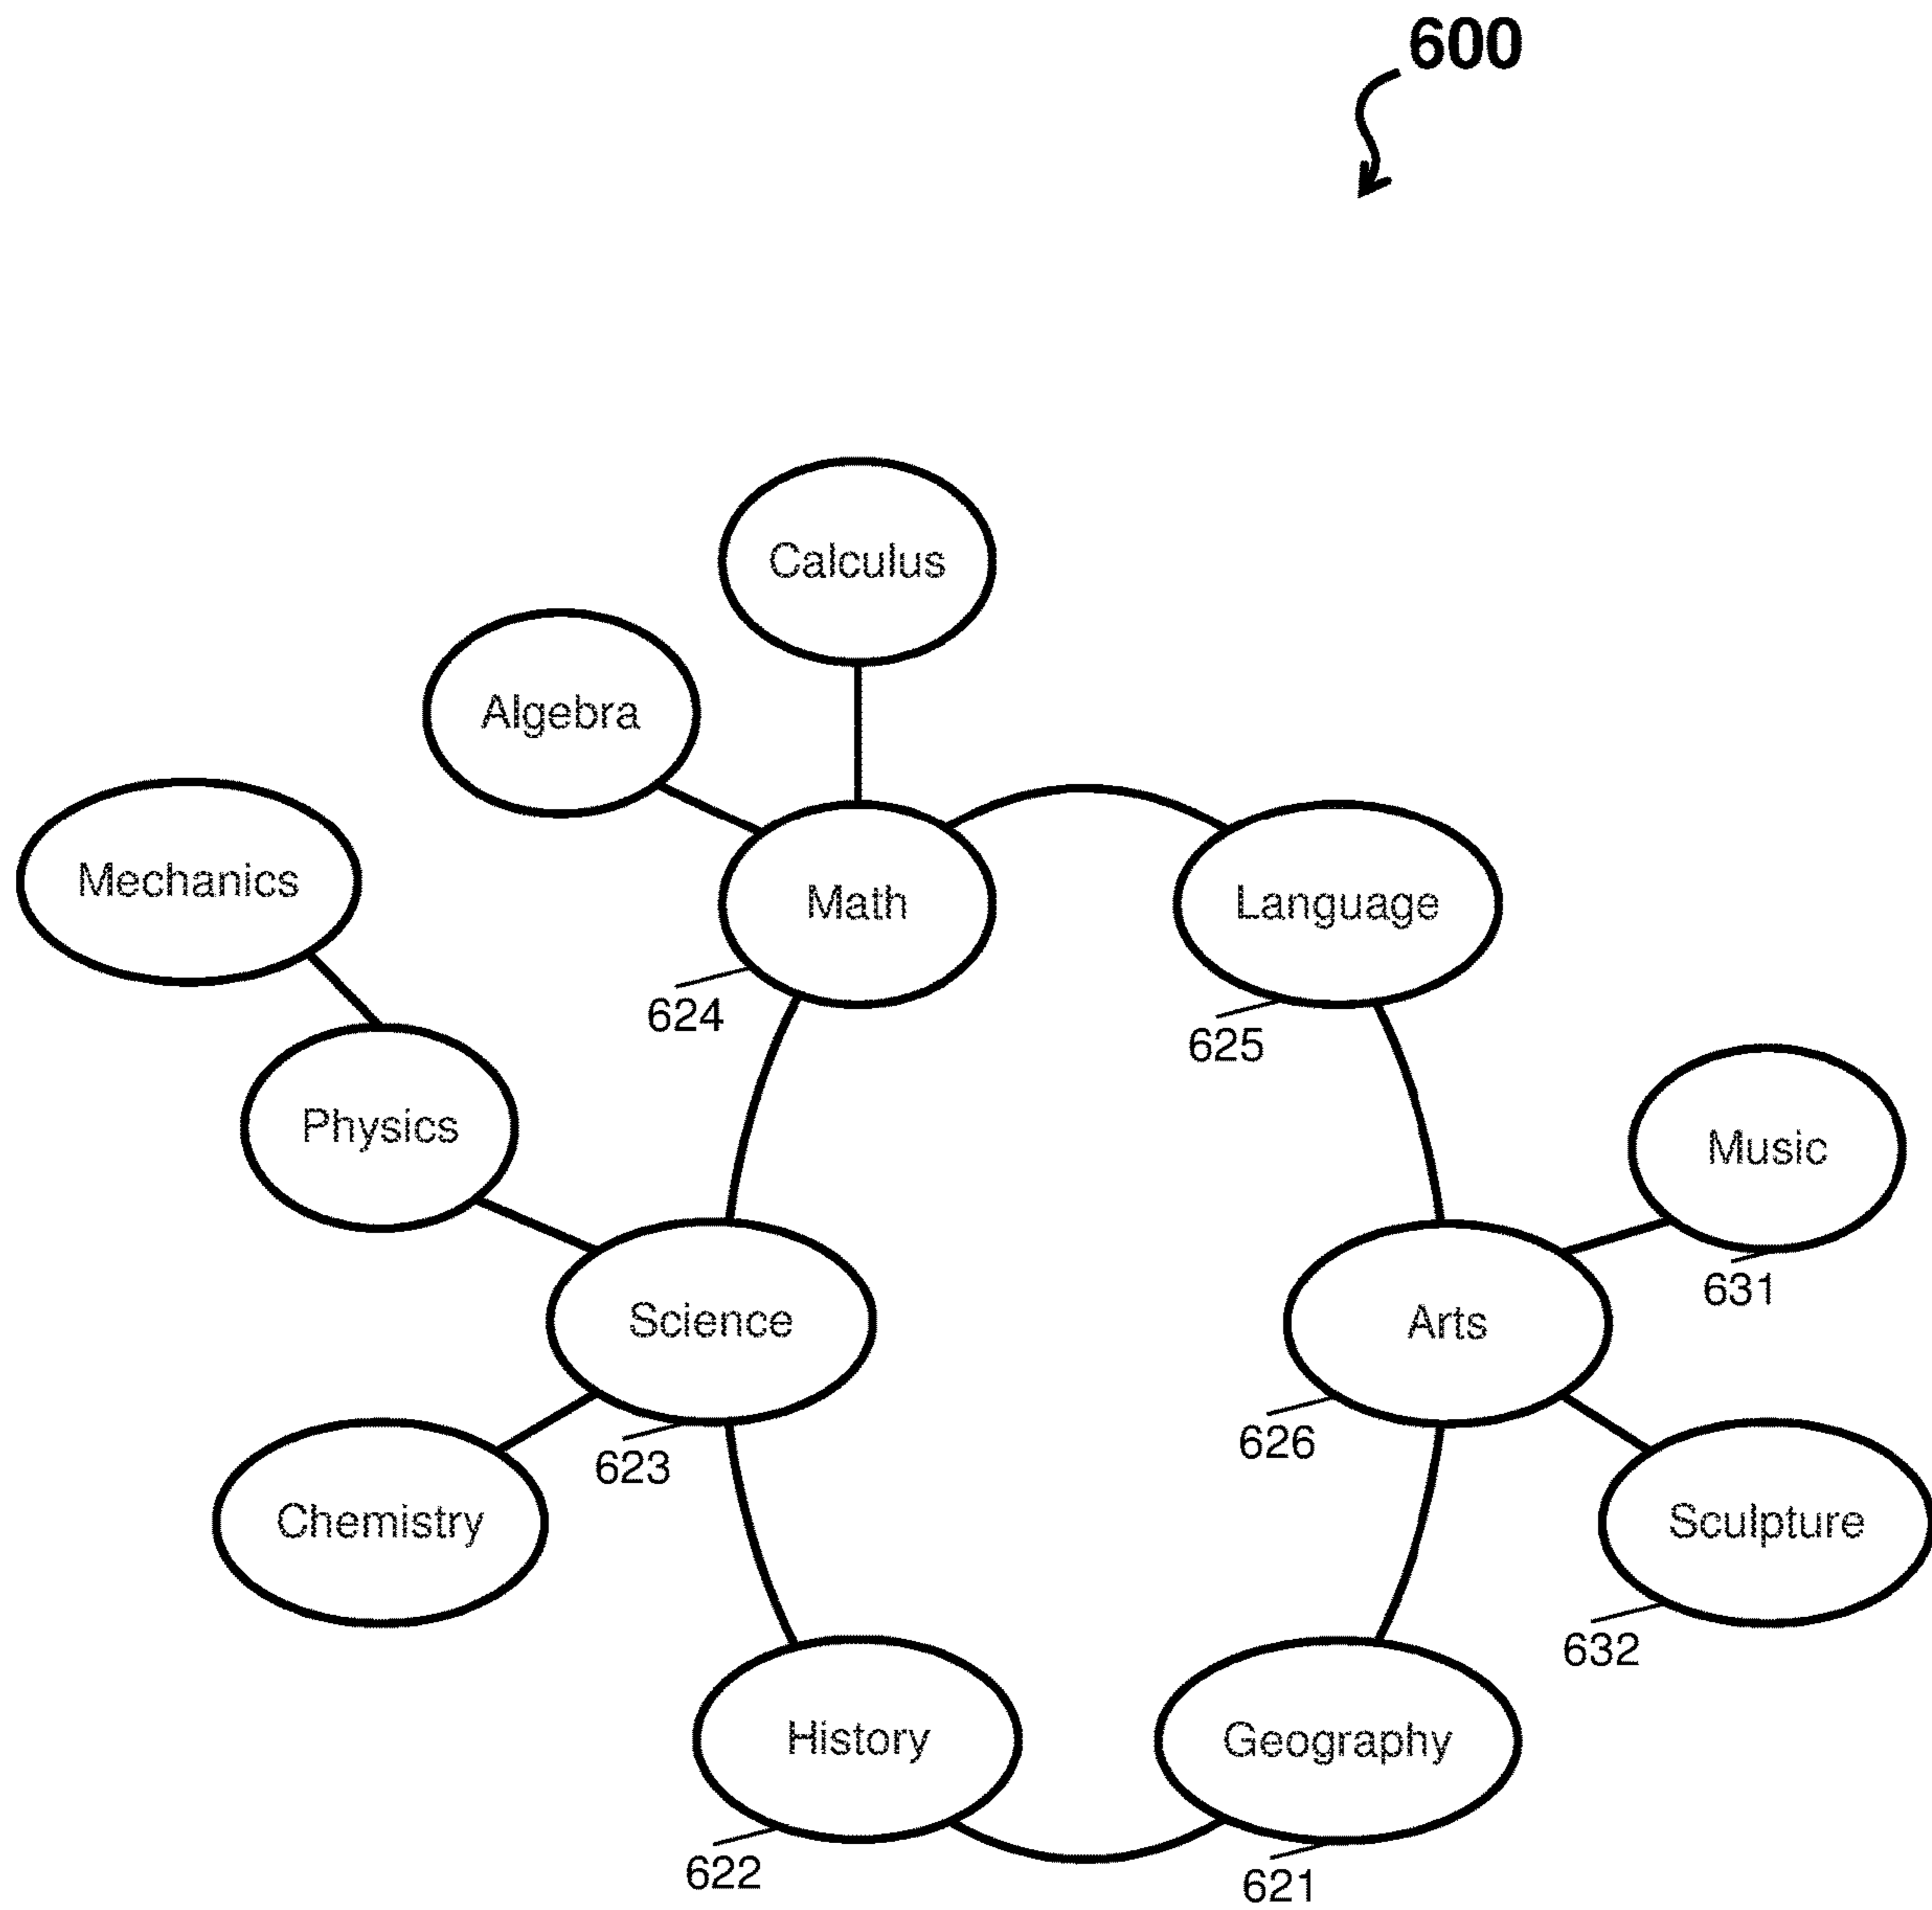 600
Calculus
Algebra
Mechanics
Math
Language
624
625
Physics
Music
631
Science
Arts
623
626
Chemistry
Sculpture
632
History
Geography
622
621